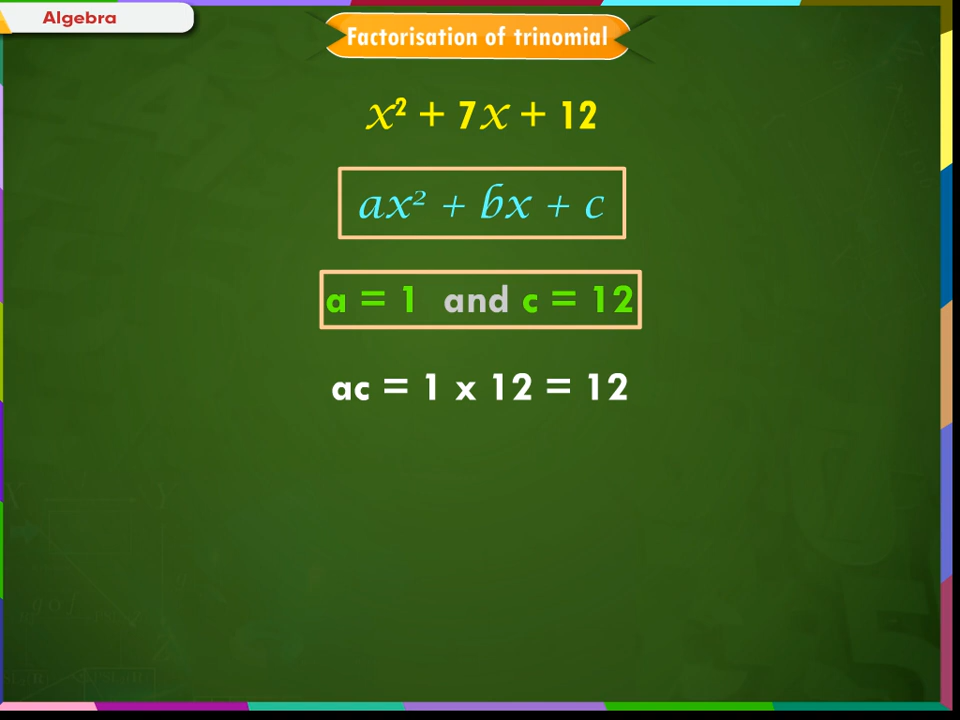 Algebra
Factorisation of trinomial
x² + 7x + 12
ax² + bx + c
a = 1 and c = 12
ac = 1 x 12 = 12